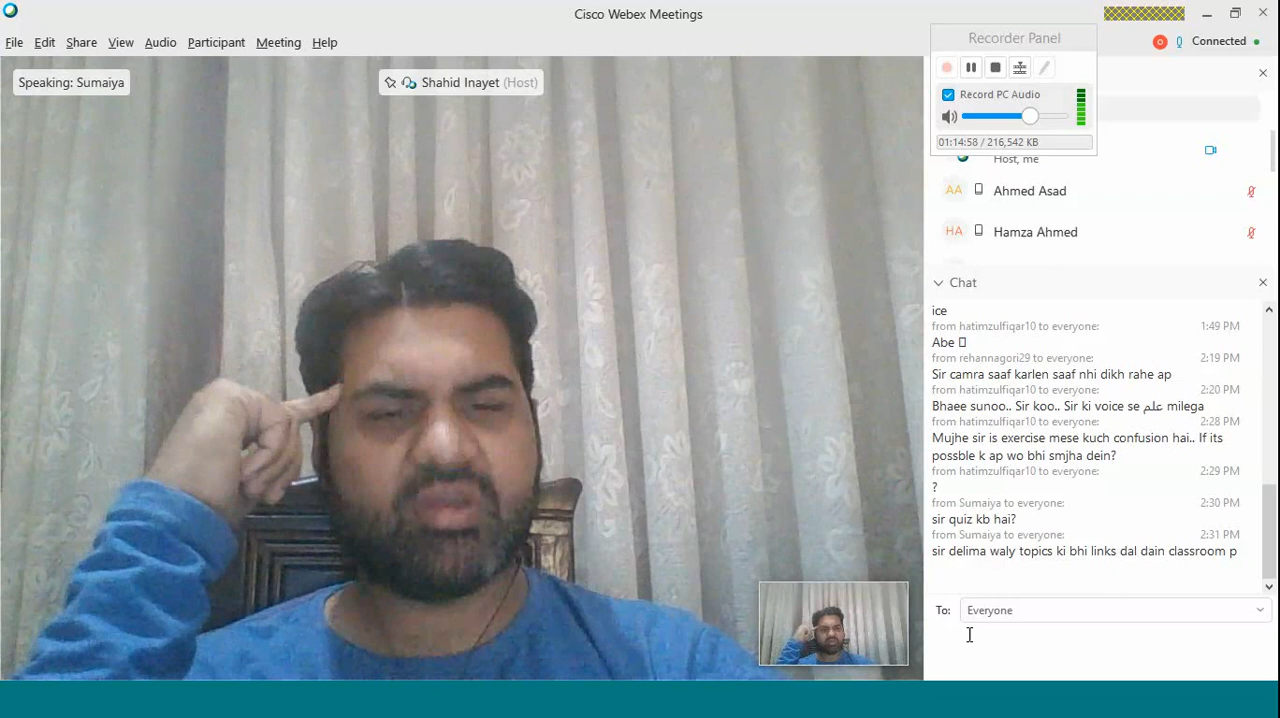 Cisco Webex Meetings
File Edit Share View Audio Participant Meeting Help
Recorder Panel
Connected
Speaking: Sumaiya
Shahid Inayet (Host)
Record PC Audio
01:14:58 / 216,542 KB
Host, me
AA Ahmed Asad
HA Hamza Ahmed
Chat
ice
from hatimzulfiqar10 to everyone: 1:49 PM
Abe
from rehannagori29 to everyone: 2:19 PM
Sir camra saaf karlen saaf nhi dikh rahe ap
from hatimzulfiqar10 to everyone: 2:20 PM
Bhaee sunoo.. Sir koo.. Sir ki voice se علم milega
from hatimzulfiqar10 to everyone: 2:28 PM
Mujhe sir is exercise mese kuch confusion hai.. If its
possble k ap wo bhi smjha dein?
from hatimzulfiqar10 to everyone: 2:29 PM
?
from Sumaiya to everyone: 2:30 PM
sir quiz kb hai?
from Sumaiya to everyone: 2:31 PM
sir delima waly topics ki bhi links dal dain classroom p
To: Everyone